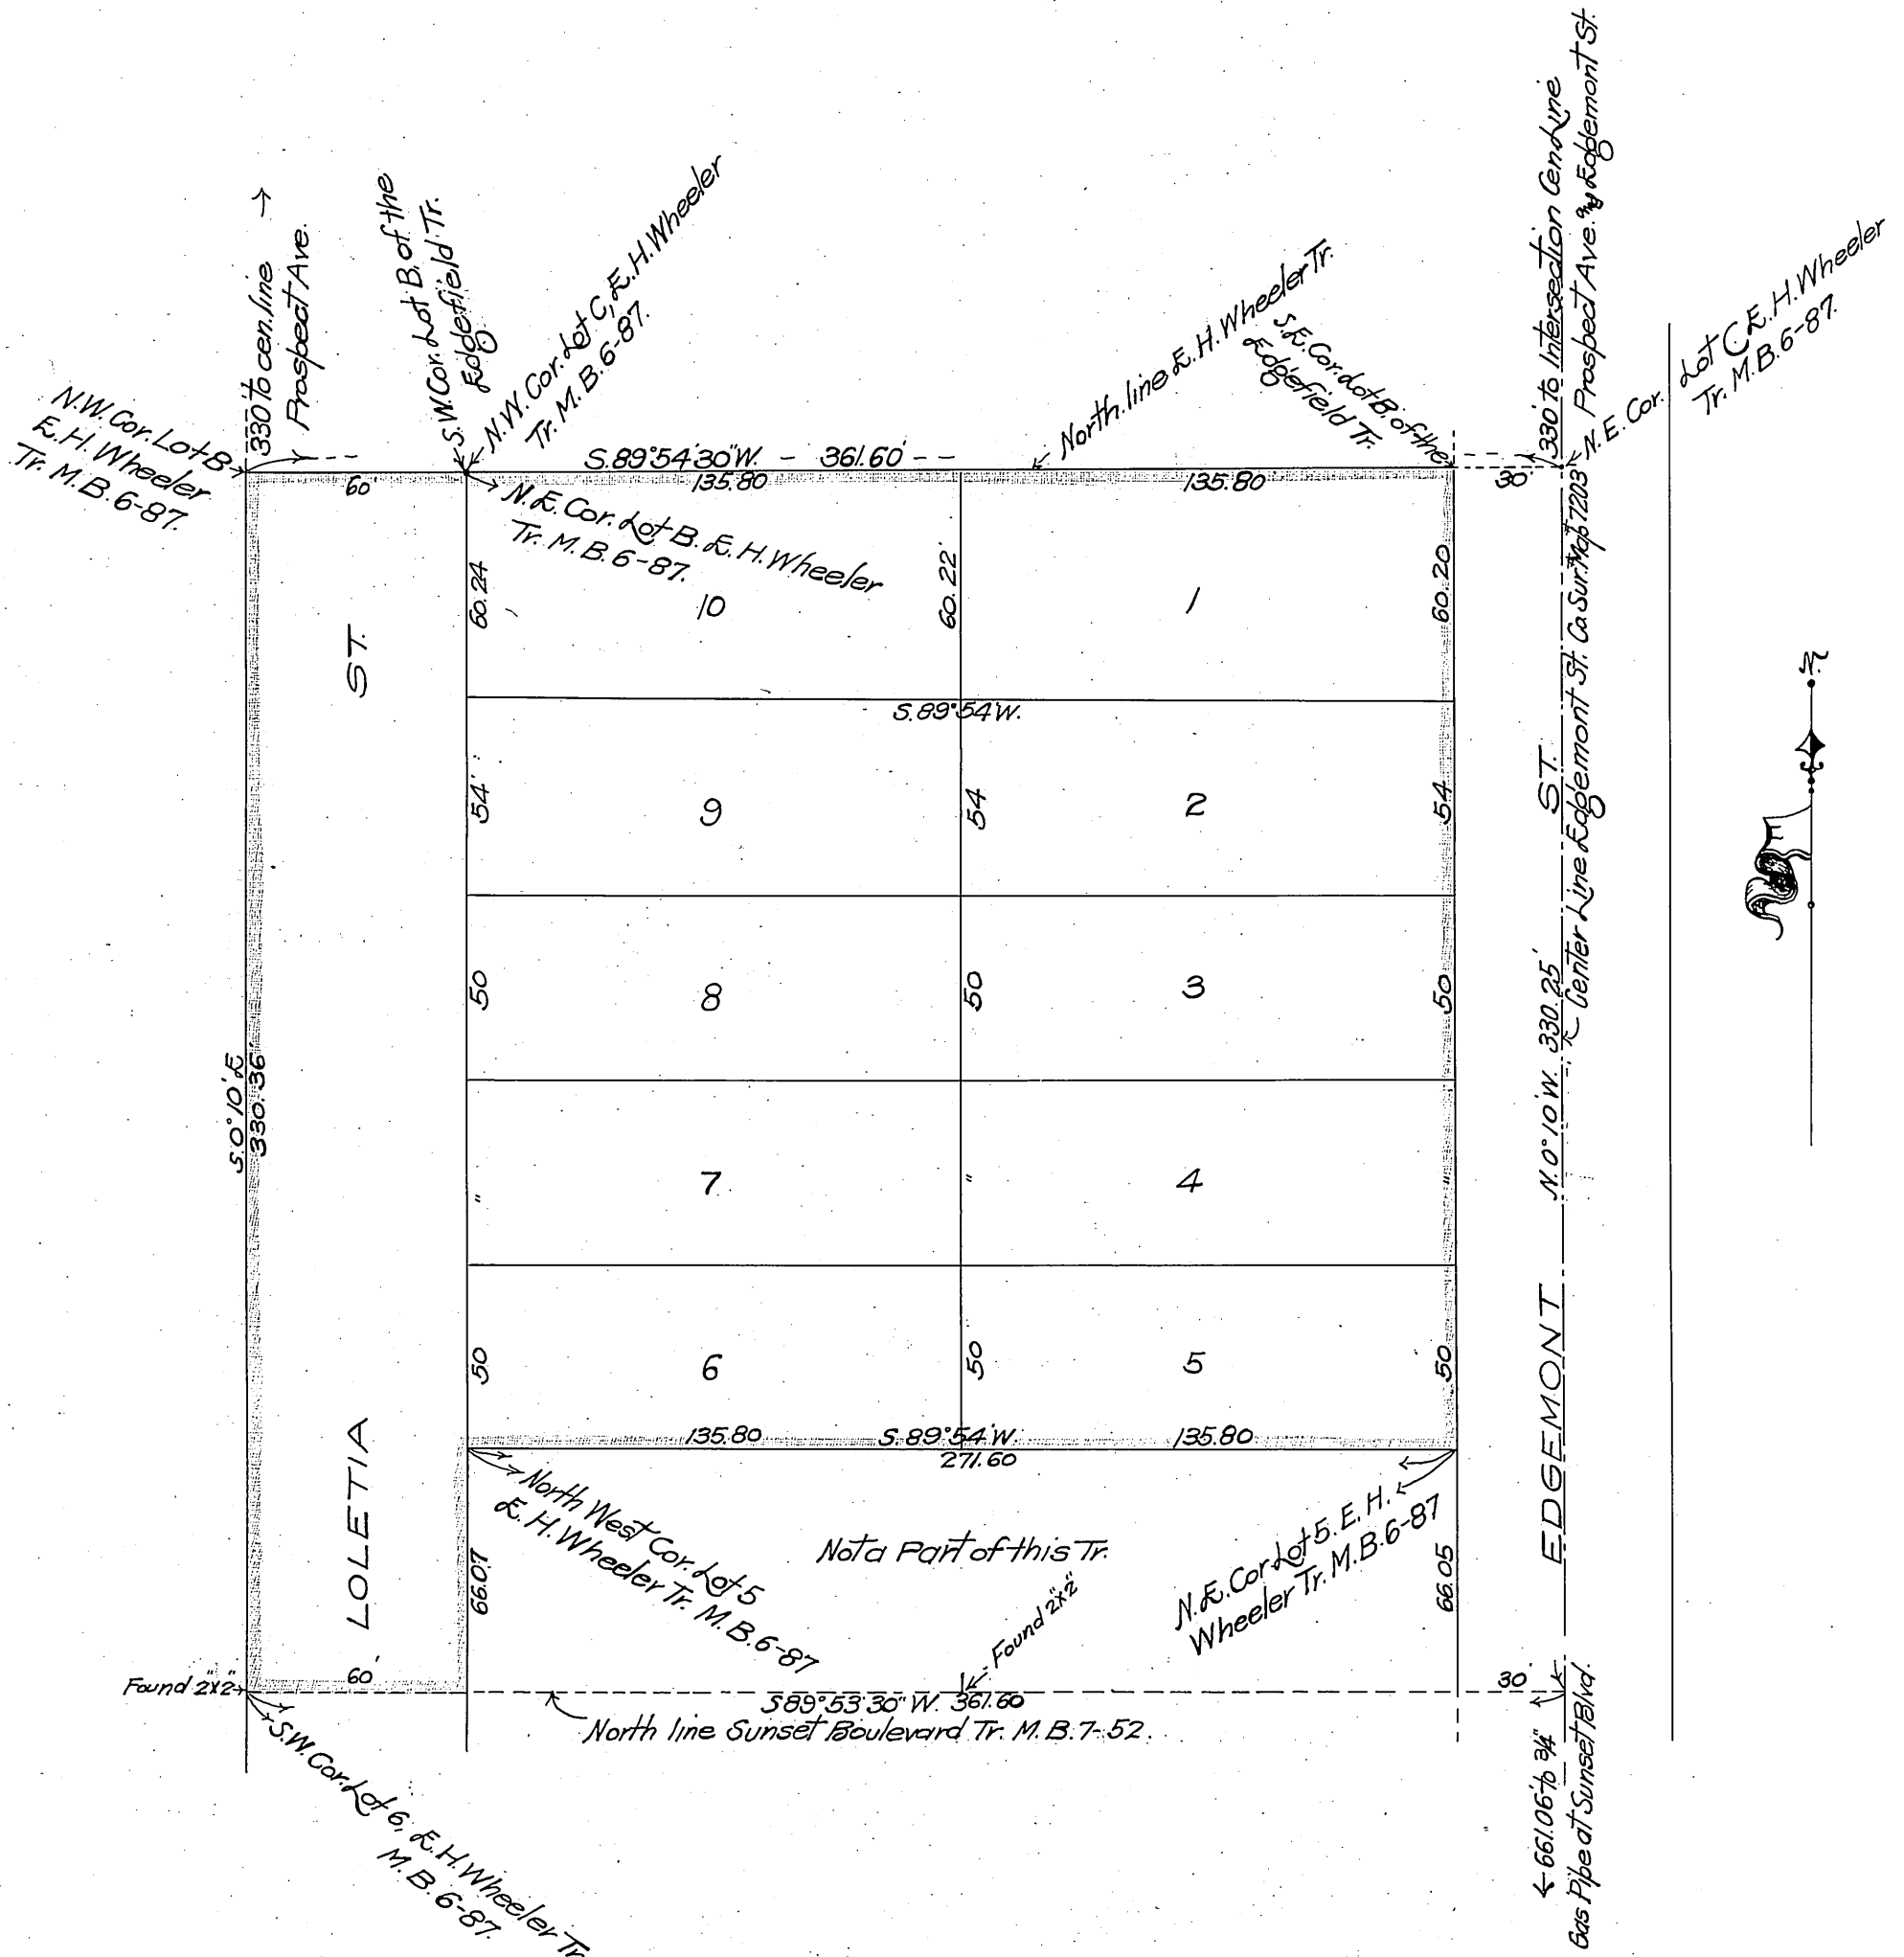 330' to cen. line →
Prospect Ave.
S.W. Cor. Lot B. of the
Edgefield Tr.
N.W. Cor. Lot C, E. H. Wheeler
Tr. M. B. 6-87.
North line E. H. Wheeler Tr.
S. E. Cor. Lot B. of the
Edgefield Tr.
330' to Intersection Cen. Line
Prospect Ave. and Edgemont St.
N. E. Cor. Lot C E. H. Wheeler
Tr. M. B. 6-87.
N.W. Cor. Lot B
E. H. Wheeler
Tr. M. B. 6-87.
S. 89° 54' 30" W. - 361.60' - -
60'
135.80
135.80
30'
N. E. Cor. Lot B. E. H. Wheeler
Tr. M. B. 6-87.
60.24
10
60.22'
1
60.20
ST.
S. 89° 54' W.
54'
9
54
2
54
ST.
Center Line Edgemont St. Co. Sur. Map #7203
N.
50
8
50
3
50
S. 0° 10' E
330.36'
N. 0° 10' W. 330.25'
"
7
"
4
"
50
6
50
5
50
135.80
S. 89° 54' W.
135.80
271.60
LOLETIA
EDGEMONT
North West Cor. Lot 5
E. H. Wheeler Tr. M. B. 6-87
Not a Part of this Tr.
N. E. Cor Lot 5. E. H.
Wheeler Tr. M. B. 6-87
66.07
66.05
Found 2"x2"
Found 2"x2"
60'
S 89° 53' 30" W. 361.60
30'
North line Sunset Boulevard Tr. M. B. 7-52.
S.W. Cor. Lot 6, E. H. Wheeler Tr
M. B. 6-87.
← 661.06' to 3/4"
Gas Pipe at Sunset Blvd.